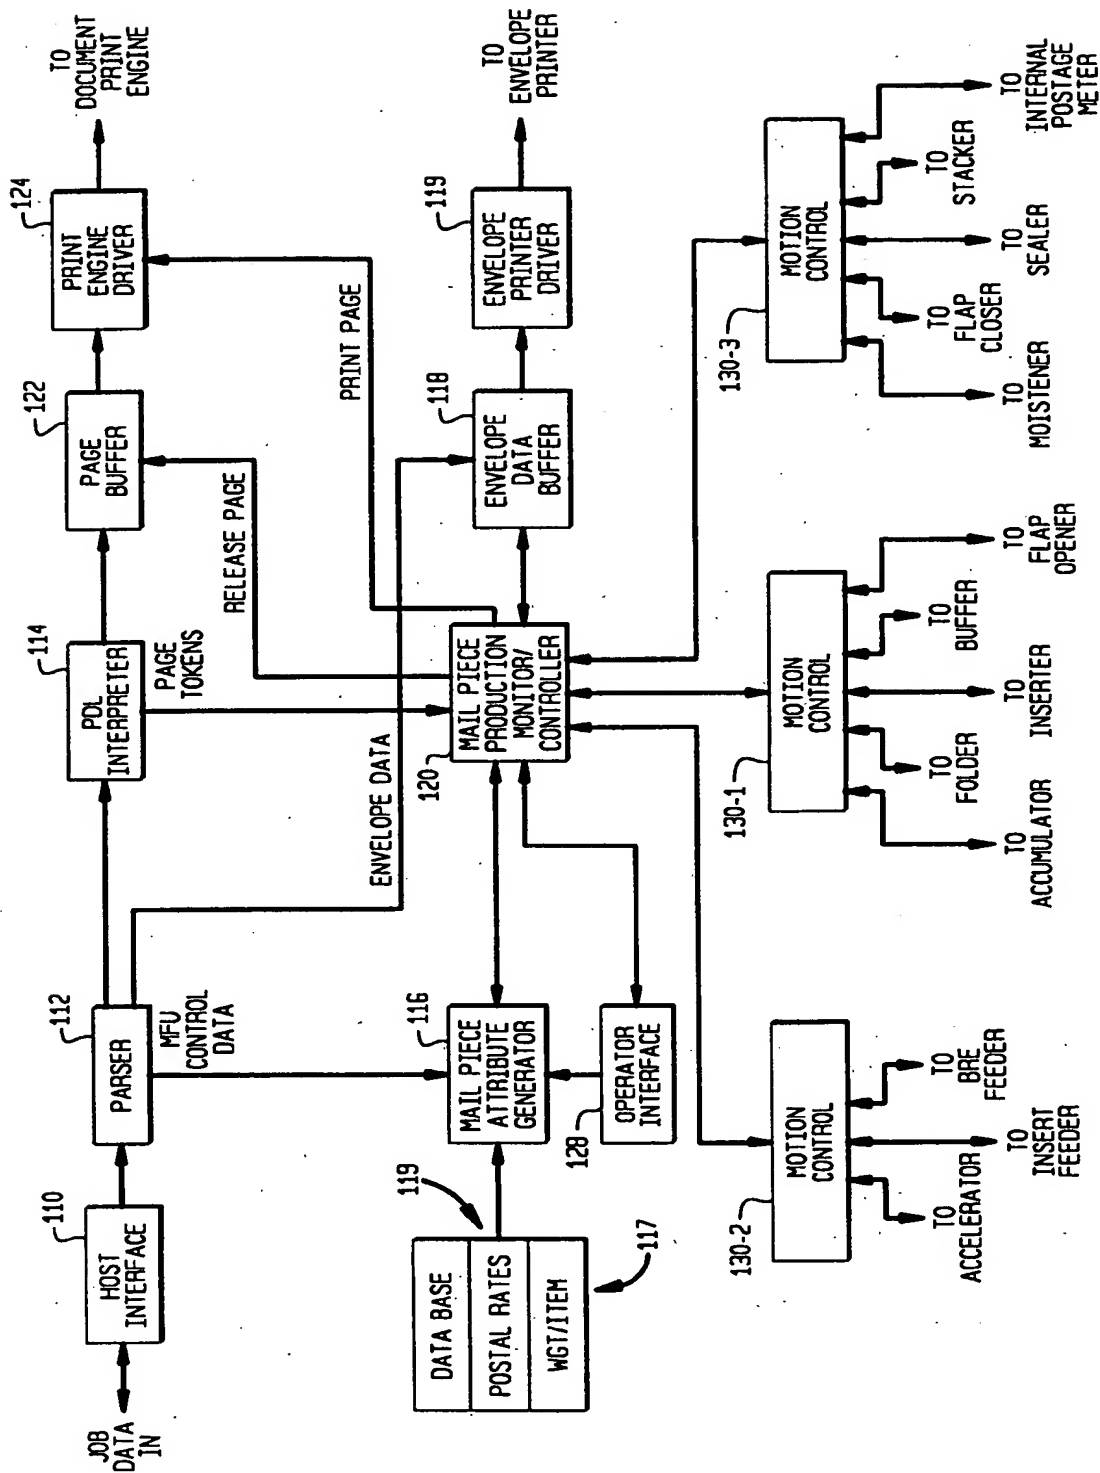 JOB
DATA
IN
110
HOST
INTERFACE
112
PARSER
MFU
CONTROL
DATA
114
PDL
INTERPRETER
PAGE
TOKENS
122
PAGE
BUFFER
RELEASE PAGE
124
PRINT
ENGINE
DRIVER
TO
DOCUMENT
PRINT
ENGINE
PRINT PAGE
ENVELOPE DATA
119
DATA BASE
POSTAL RATES
WGT/ITEM
117
116
MAIL PIECE
ATTRIBUTE
GENERATOR
128
OPERATOR
INTERFACE
120
MAIL PIECE
PRODUCTION
MONITOR/
CONTROLLER
118
ENVELOPE
DATA
BUFFER
119
ENVELOPE
PRINTER
DRIVER
TO
ENVELOPE
PRINTER
130-2
MOTION
CONTROL
TO
ACCELERATOR
TO
INSERT
FEEDER
TO
BRE
FEEDER
130-1
MOTION
CONTROL
TO
ACCUMULATOR
TO
FOLDER
TO
INSERTER
TO
BUFFER
TO
FLAP
OPENER
130-3
MOTION
CONTROL
TO
MOISTENER
TO
FLAP
CLOSER
TO
SEALER
TO
STACKER
TO
INTERNAL
POSTAGE
METER